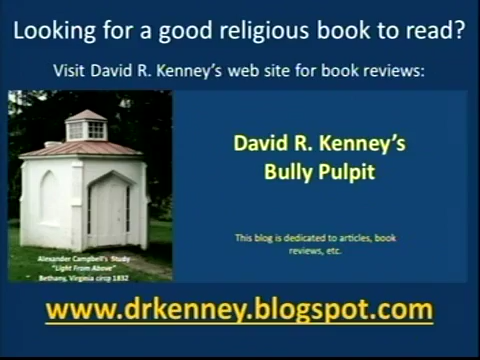 Looking for a good religious book to read?
Visit David R. Kenney's web site for book reviews:
David R. Kenney's
Bully Pulpit
This blog is dedicated to articles, book
reviews, etc.
Alexander Campbell's Study
"Light From Above"
Bethany, Virginia circa 1832
www.drkenney.blogspot.com